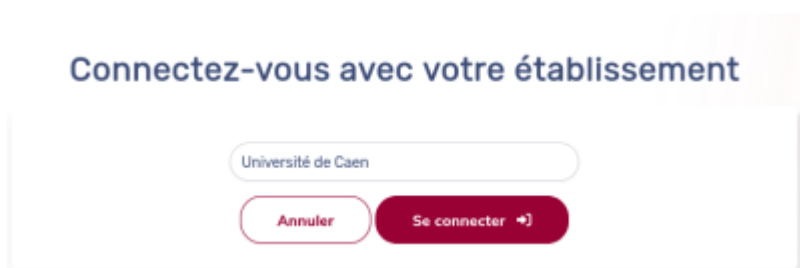 Connectez-vous avec votre établissement
Université de Caen
Annuler Se connecter